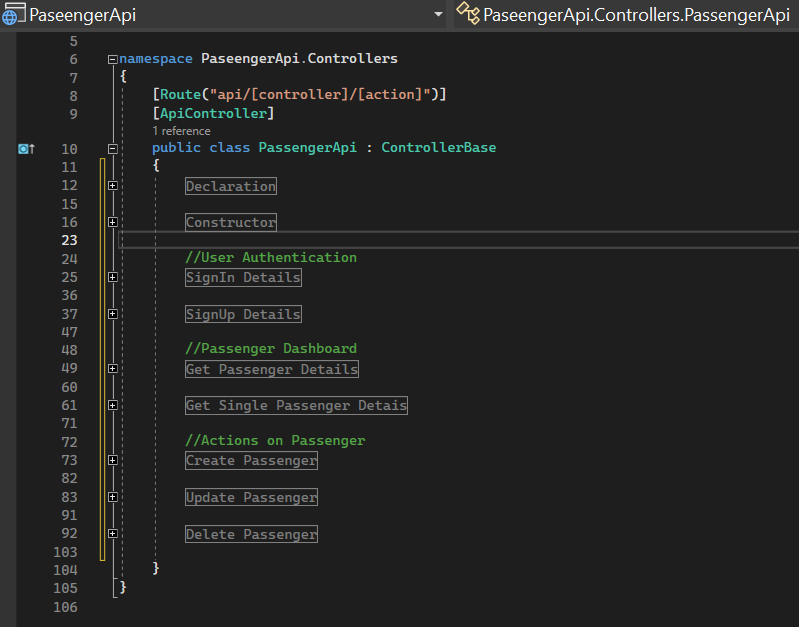 PaseengerApi PaseengerApi.Controllers.PassengerApi
5
6 namespace PaseengerApi.Controllers
7 {
8 [Route("api/[controller]/[action]")]
9 [ApiController]
1 reference
10 public class PassengerApi : ControllerBase
11 {
12 Declaration
15
16 Constructor
23
24 //User Authentication
25 SignIn Details
36
37 SignUp Details
47
48 //Passenger Dashboard
49 Get Passenger Details
60
61 Get Single Passenger Detais
71
72 //Actions on Passenger
73 Create Passenger
82
83 Update Passenger
91
92 Delete Passenger
103
104 }
105 }
106